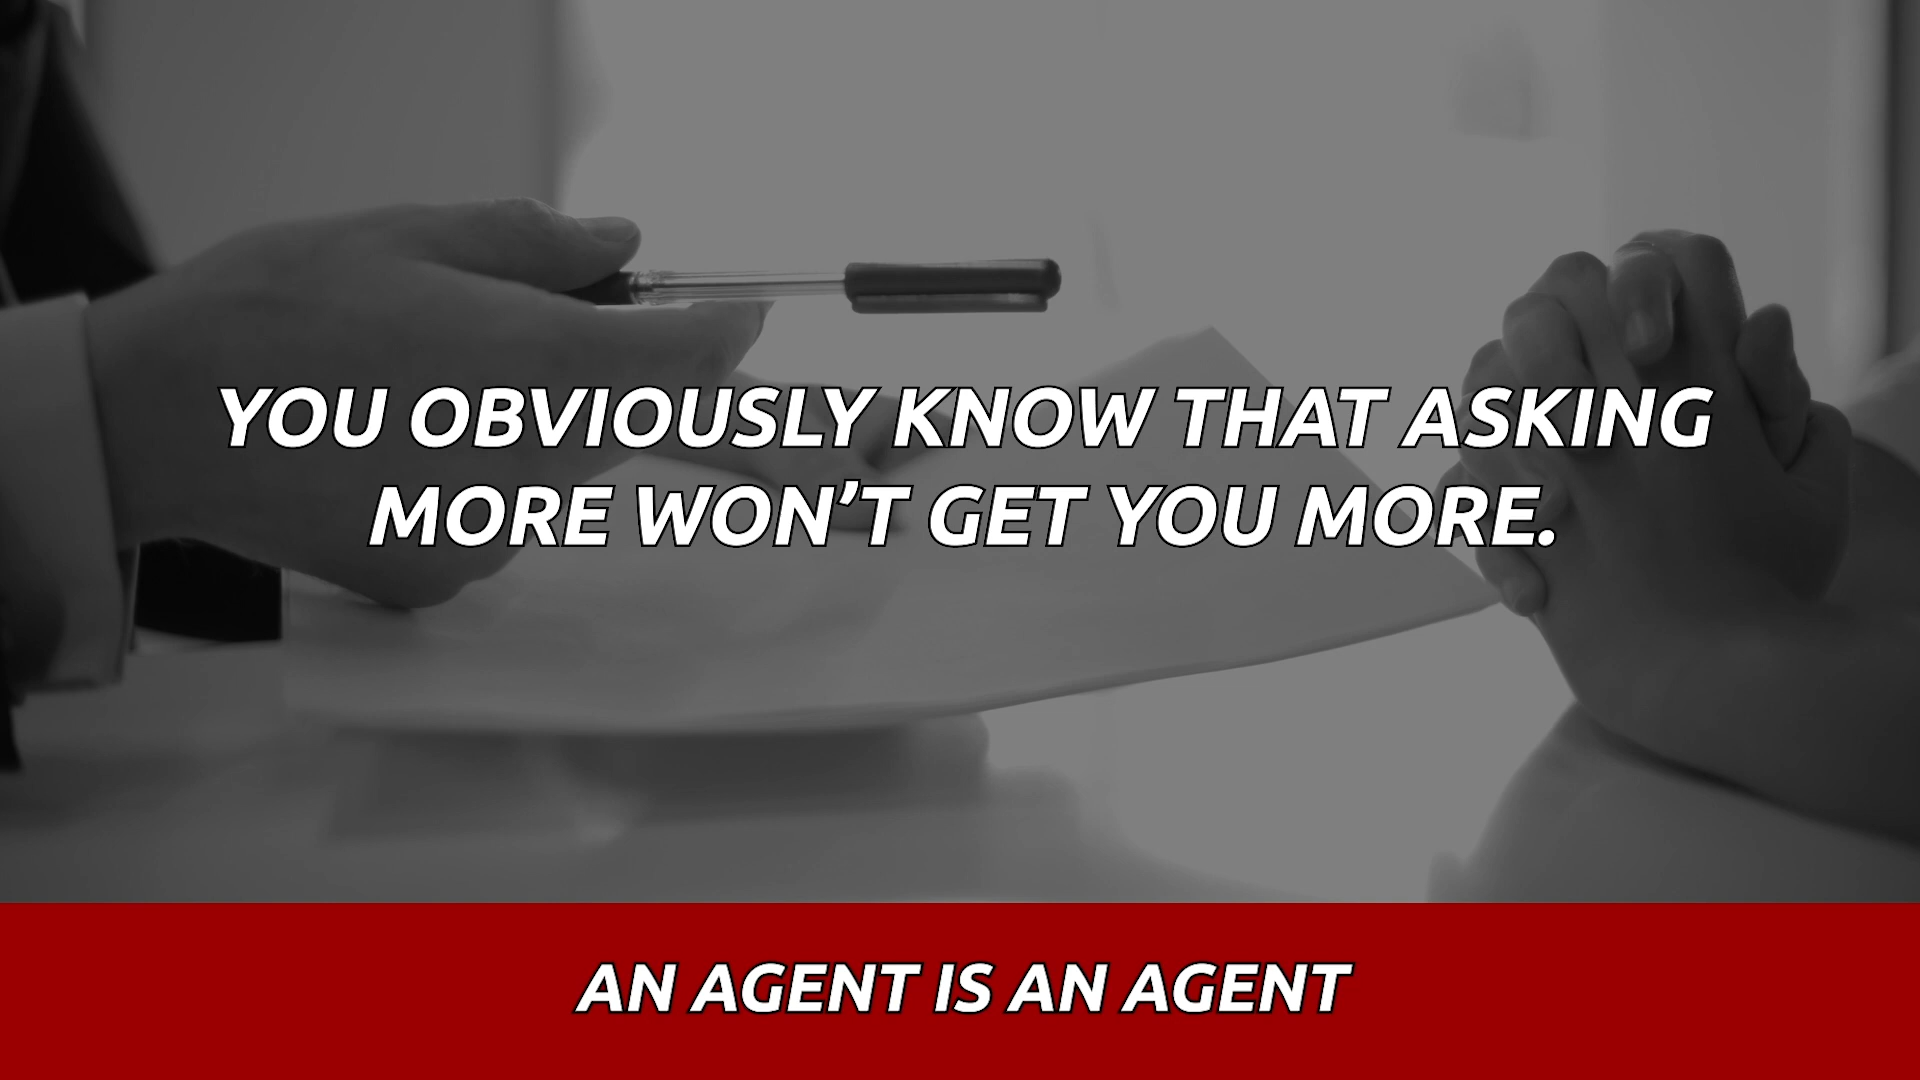 YOU OBVIOUSLY KNOW THAT ASKING
MORE WON’T GET YOU MORE.
AN AGENT IS AN AGENT